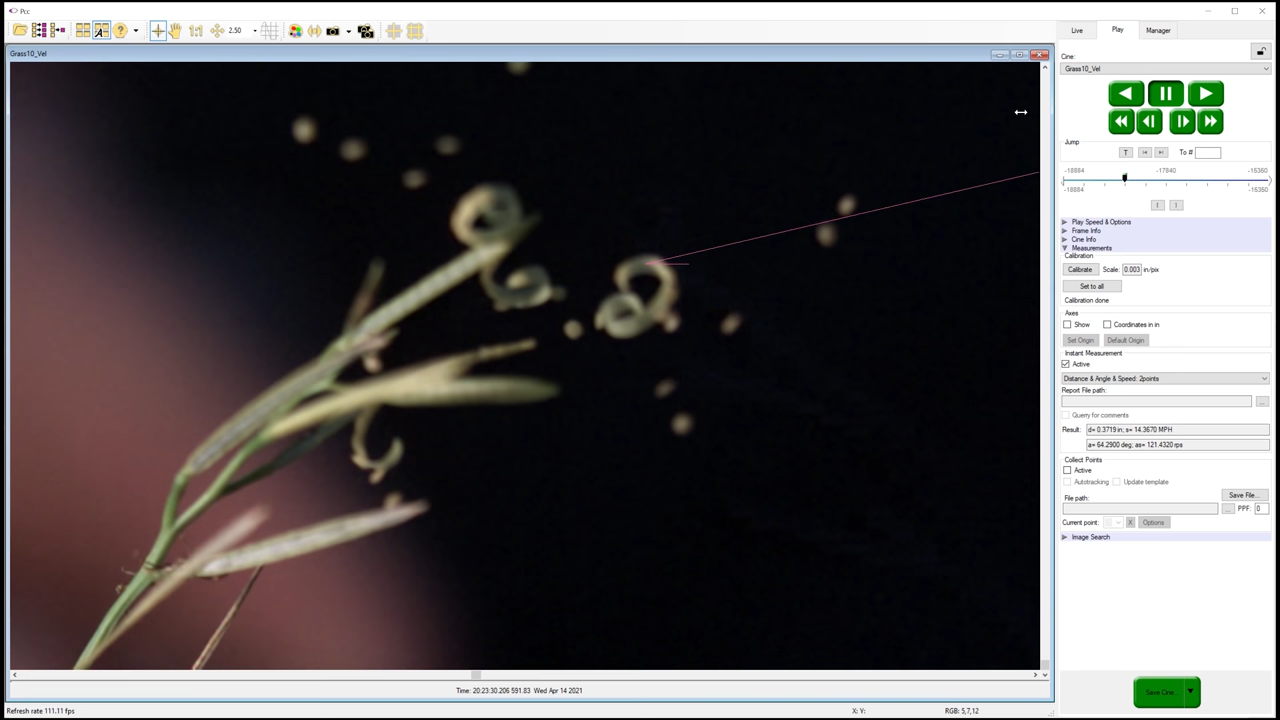 Pcc
2.50
Live Play Manager
Grass10_Vel
Cine:
Grass10_Vel
Jump
T To #
-18884 -17840 -15360
-18884 -15360
[ ]
Play Speed & Options
Frame Info
Cine Info
Measurements
Calibration
Calibrate Scale: 0.003 in/pix
Set to all
Calibration done
Axes
Show Coordinates in in
Set Origin Default Origin
Instant Measurement
Active
Distance & Angle & Speed: 2points
Report File path:
...
Querry for comments
Result: d= 0.3719 in; s= 14.3670 MPH
a= 64.2900 deg; as= 121.4320 rps
Collect Points
Active
Autotracking Update template
Save File...
File path: ... PPF: 0
Current point: X Options
Image Search
Save Cine...
Time: 20:23:30.206 591.83 Wed Apr 14 2021
Refresh rate 111.11 fps X: Y: RGB: 5,7,12